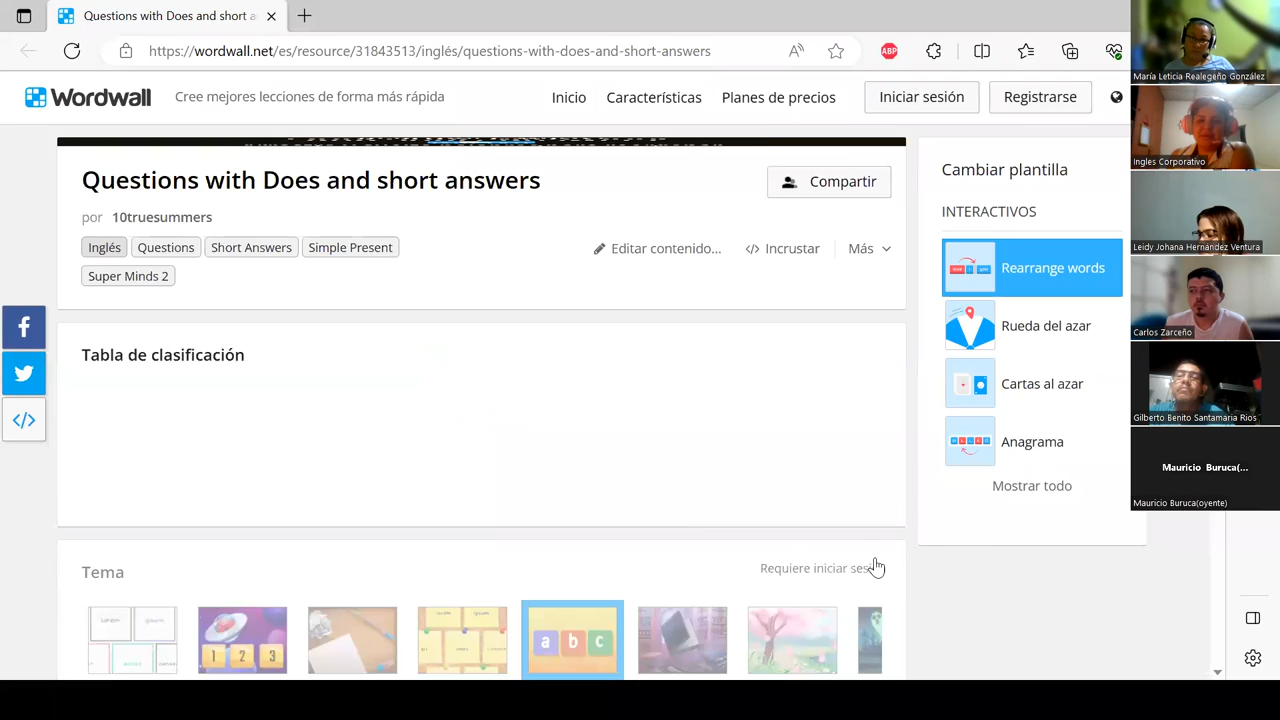 Questions with Does and short a
https://wordwall.net/es/resource/31843513/inglés/questions-with-does-and-short-answers
ABP
Wordwall
Cree mejores lecciones de forma más rápida
Inicio
Características
Planes de precios
Iniciar sesión
Registrarse
Questions with Does and short answers
Compartir
por 10truesummers
Inglés
Questions
Short Answers
Simple Present
Super Minds 2
Editar contenido...
Incrustar
Más
Tabla de clasificación
Tema
Requiere iniciar ses
1 2 3
a b c
Cambiar plantilla
INTERACTIVOS
Rearrange words
Rueda del azar
Cartas al azar
Anagrama
Mostrar todo
María Leticia Realegeño González
Ingles Corporativo
Leidy Johana Hernández Ventura
Carlos Zarceño
Gilberto Benito Santamaria Rios
Mauricio Buruca(...
Mauricio Buruca(oyente)